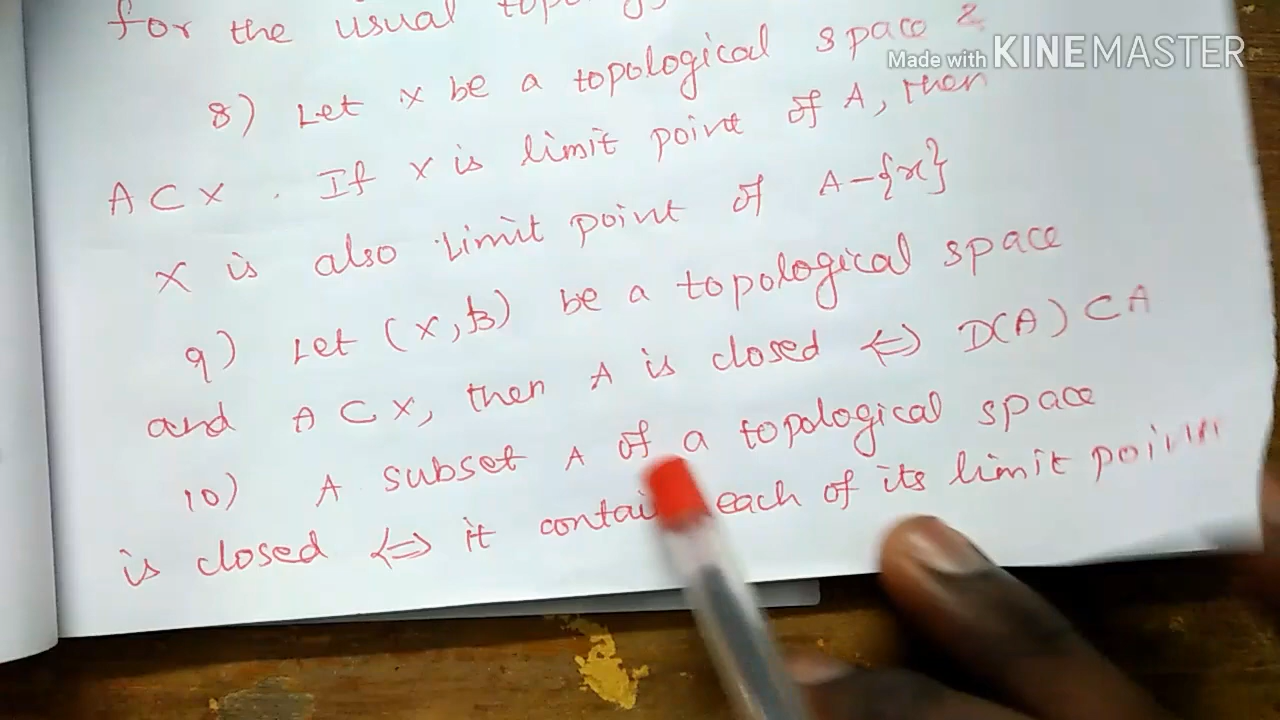 for the usual
Made with KINEMASTER
8) Let X be a topological space &
A ⊂ X . If X is limit point of A, then
X is also limit point of A-{x}
9) Let (X, ) be a topological space
and A ⊂ X, then A is closed ⇔ D(A) ⊂ A
10) A subset A of a topological space
is closed ⇔ it contai each of its limit